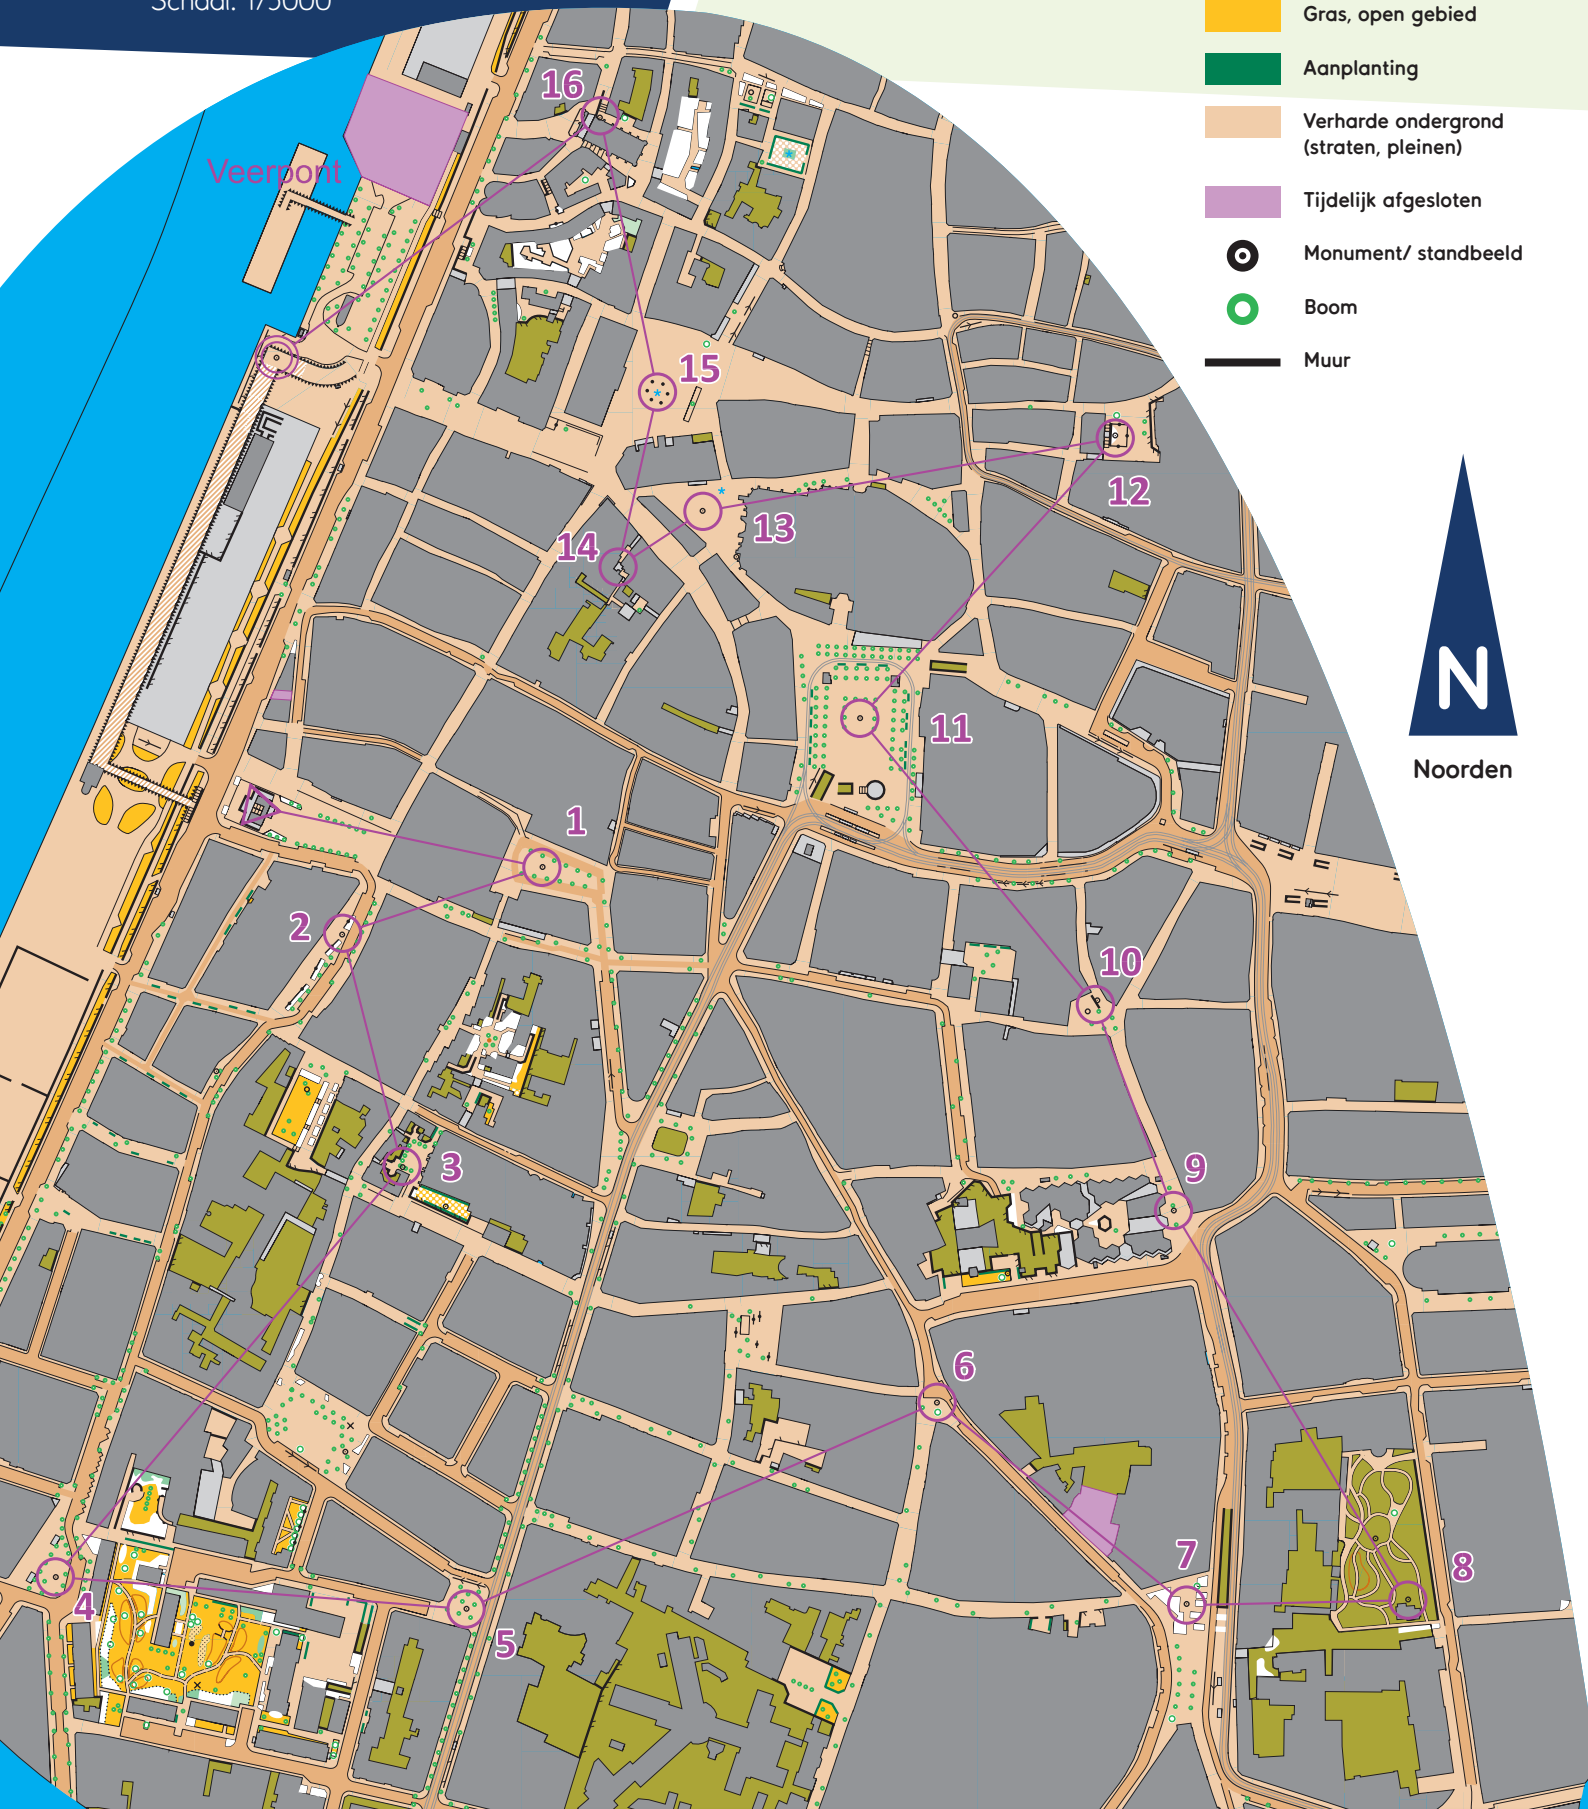 Schaal: 1/5000
Gras, open gebied
Aanplanting
Verharde ondergrond
(straten, pleinen)
Tijdelijk afgesloten
Monument/ standbeeld
Boom
Muur
N
Noorden
Veerpont
16
15
12
13
14
11
1
2
10
3
9
6
7
8
4
5